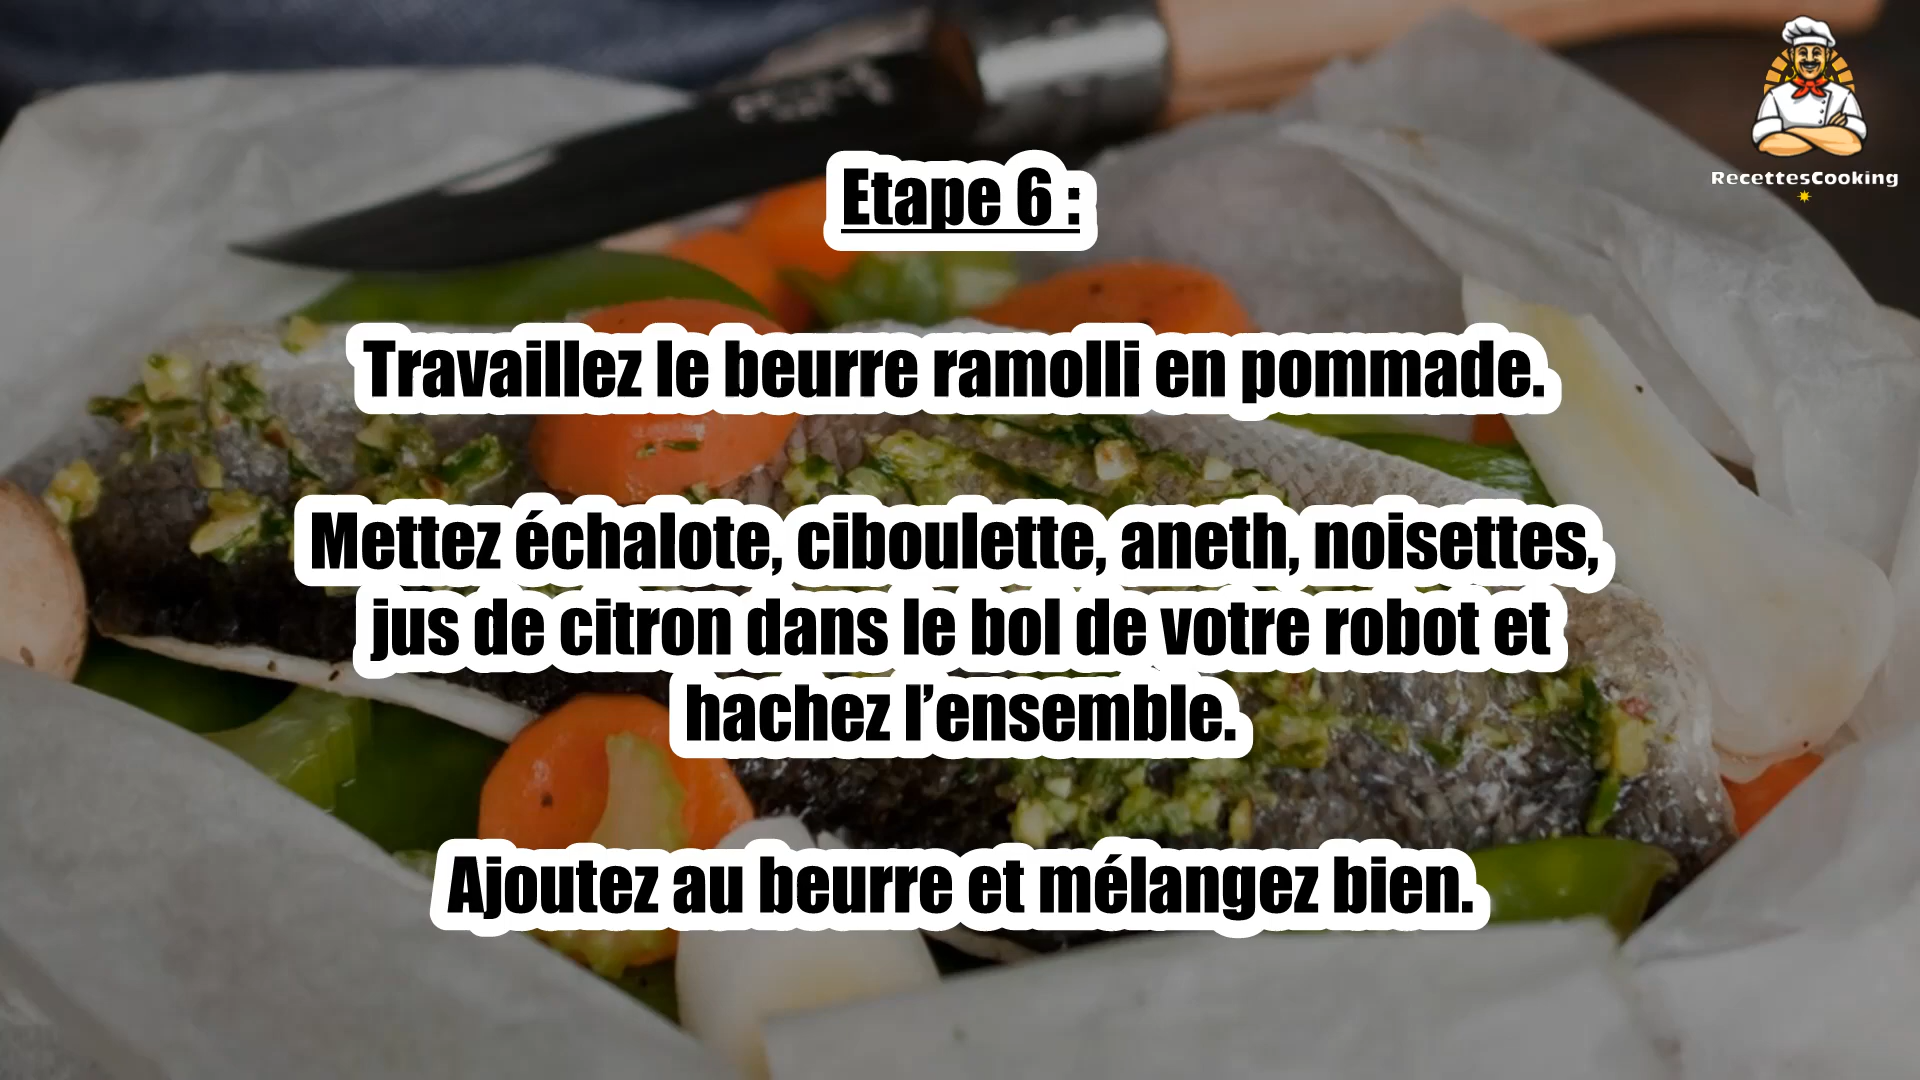 RecettesCooking
Etape 6 :
Travaillez le beurre ramolli en pommade.
Mettez échalote, ciboulette, aneth, noisettes,
jus de citron dans le bol de votre robot et
hachez l’ensemble.
Ajoutez au beurre et mélangez bien.